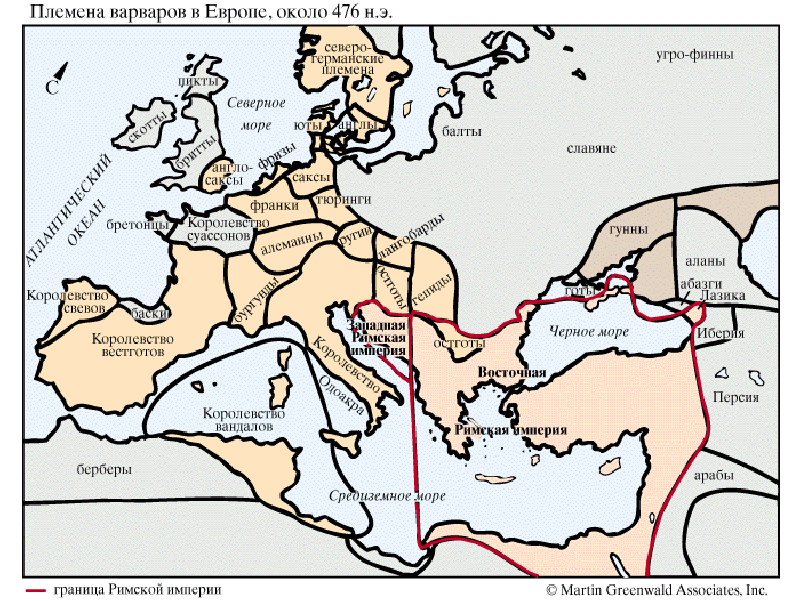 Племена варваров в Европе, около 476 н.э.
С
АТЛАНТИЧЕСКИЙ
ОКЕАН
Северное
море
северо-
германские
племена
угро-финны
пикты
скотты
бритты
англо-
саксы
фризы
юты
англы
балты
славяне
саксы
тюринги
франки
бретонцы
Королевство
суассонов
алеманны
ругии
лангобарды
остготы
гепиды
бургунды
гунны
аланы
готы
абазги
Лазика
Иберия
Черное море
Королевство
свевов
баски
Королевство
вестготов
Западная
Римская
империя
остготы
Королевство
Одоакра
Восточная
Римская империя
Персия
Королевство
вандалов
берберы
Средиземное море
арабы
граница Римской империи
© Martin Greenwald Associates, Inc.